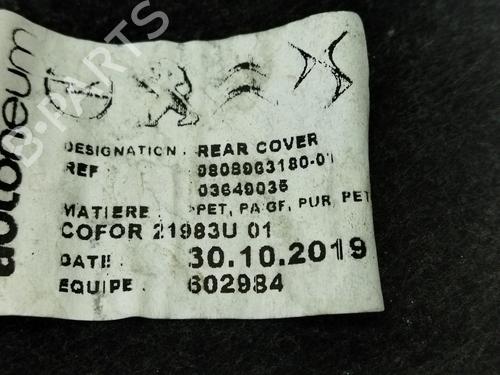 autoneum
DESIGNATION : REAR COVER
REF 9808963180-01
03649035
MATIERE : PET, PA GF, PUR, PET
COFOR 21983U 01
DATE 30.10.2019
EQUIPE : 602984
B-PARTS